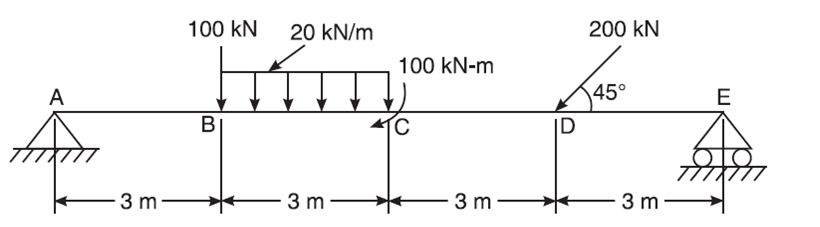 100 kN 20 kN/m 200 kN
100 kN-m
A 45° E
B C D
3 m 3 m 3 m 3 m